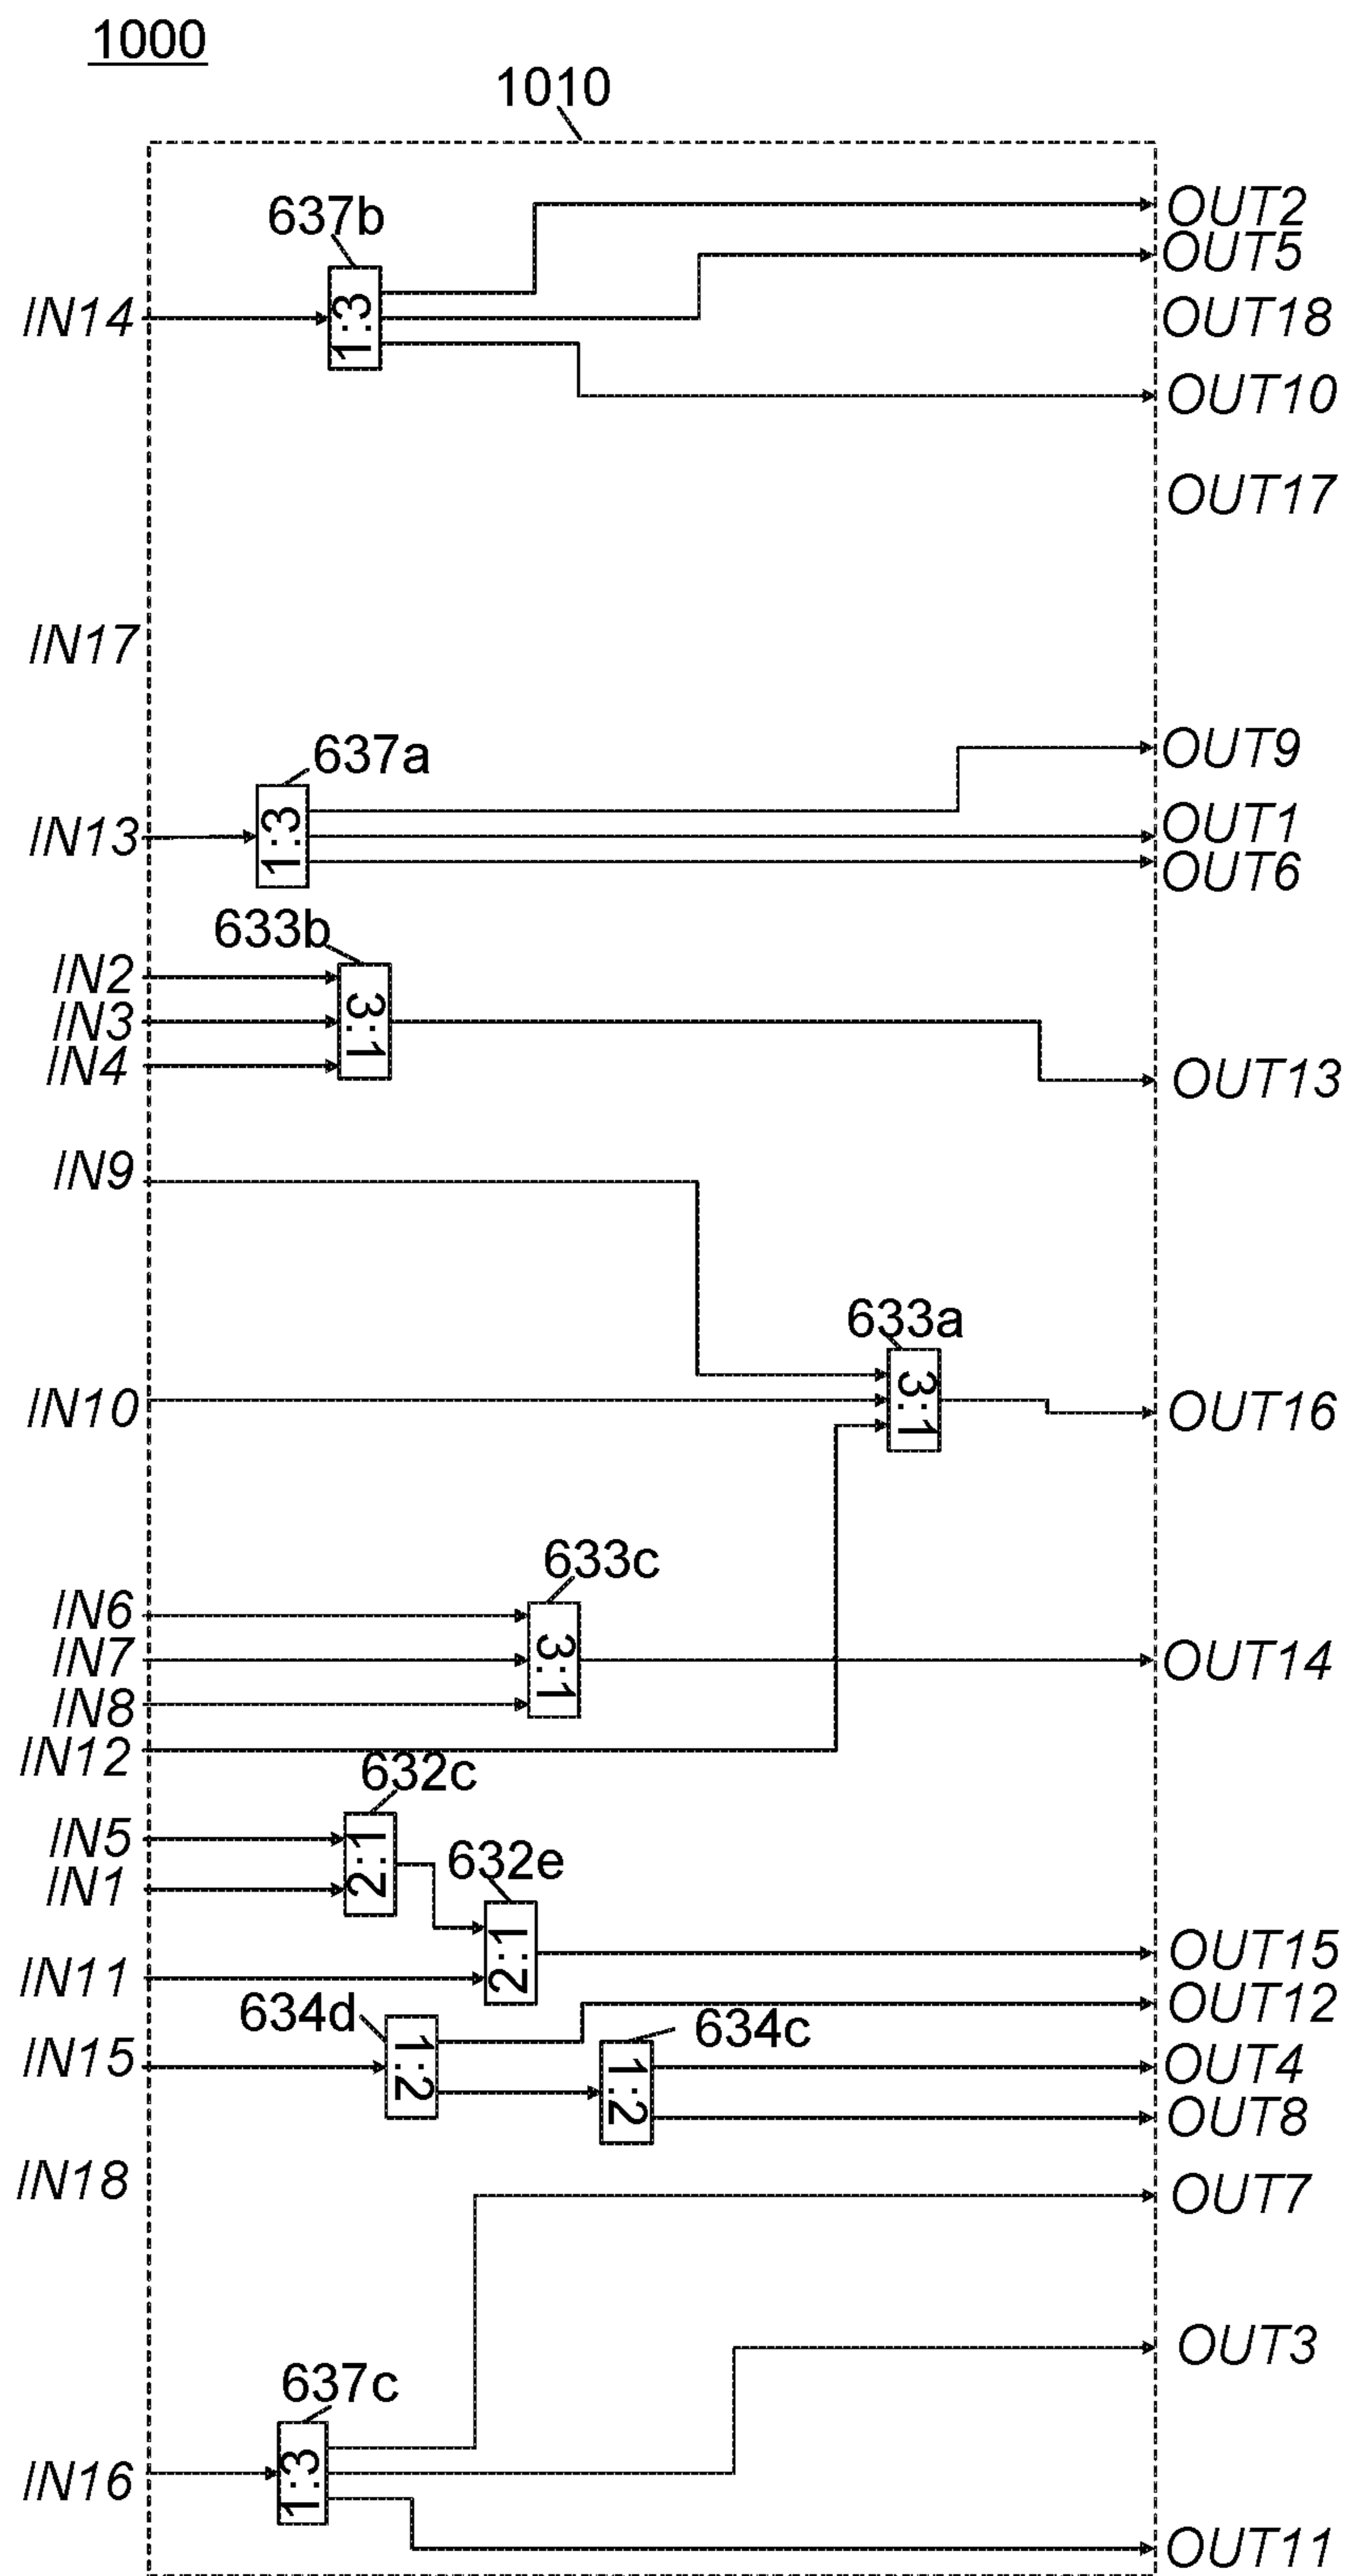 1000
1010
637b
OUT2
OUT5
IN14
1:3
OUT18
OUT10
OUT17
IN17
637a
OUT9
IN13
1:3
OUT1
OUT6
633b
IN2
IN3
3:1
IN4
OUT13
IN9
633a
IN10
3:1
OUT16
633c
IN6
IN7
3:1
OUT14
IN8
IN12
632c
IN5
2:1
IN1
632e
2:1
OUT15
IN11
634d
OUT12
634c
IN15
1:2
1:2
OUT4
OUT8
IN18
OUT7
OUT3
637c
IN16
1:3
OUT11